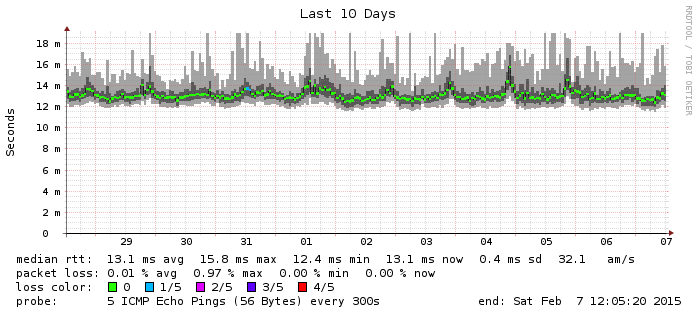 Last 10 Days
RRDTOOL / TOBI OETIKER
Seconds
18 m
16 m
14 m
12 m
10 m
8 m
6 m
4 m
2 m
0
29 30 31 01 02 03 04 05 06 07
median rtt: 13.1 ms avg 15.8 ms max 12.4 ms min 13.1 ms now 0.4 ms sd 32.1 am/s
packet loss: 0.01 % avg 0.97 % max 0.00 % min 0.00 % now
loss color: 0 1/5 2/5 3/5 4/5
probe: 5 ICMP Echo Pings (56 Bytes) every 300s end: Sat Feb 7 12:05:20 2015